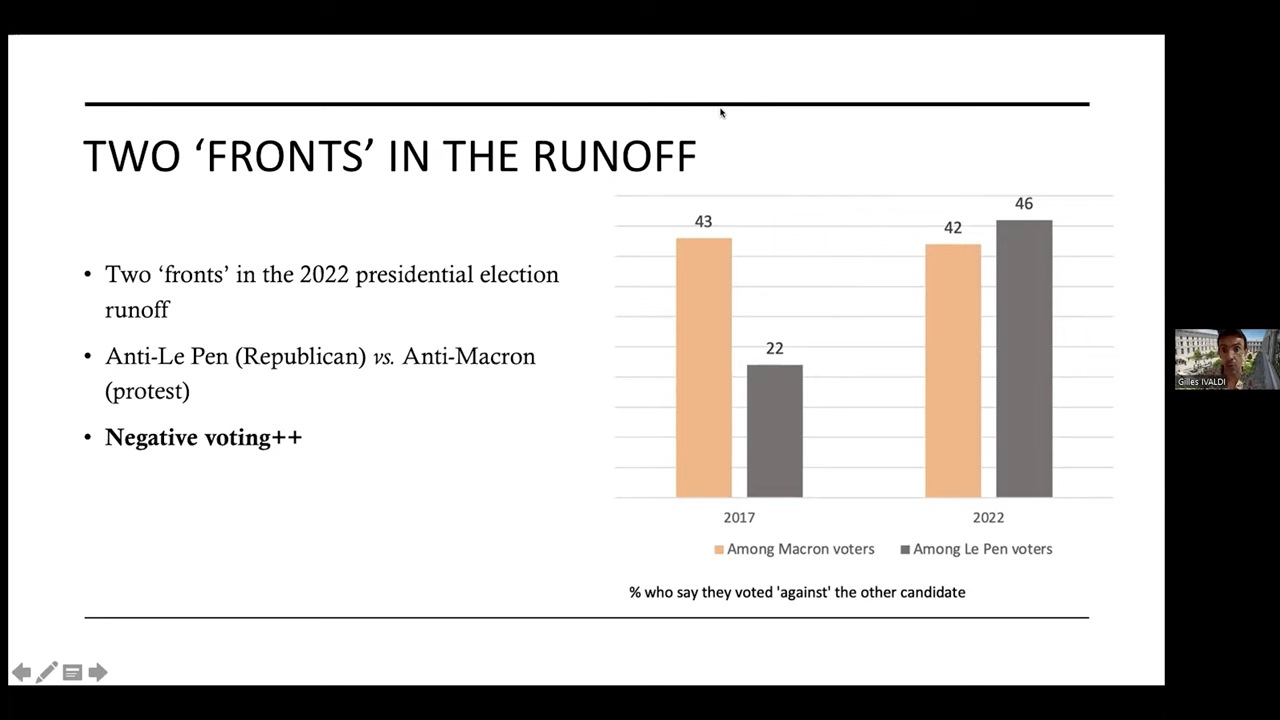 TWO ‘FRONTS’ IN THE RUNOFF
• Two ‘fronts’ in the 2022 presidential election
runoff
• Anti-Le Pen (Republican) vs. Anti-Macron
(protest)
• Negative voting++
43
22
42
46
2017
2022
Among Macron voters
Among Le Pen voters
% who say they voted 'against' the other candidate
Gilles IVALDI